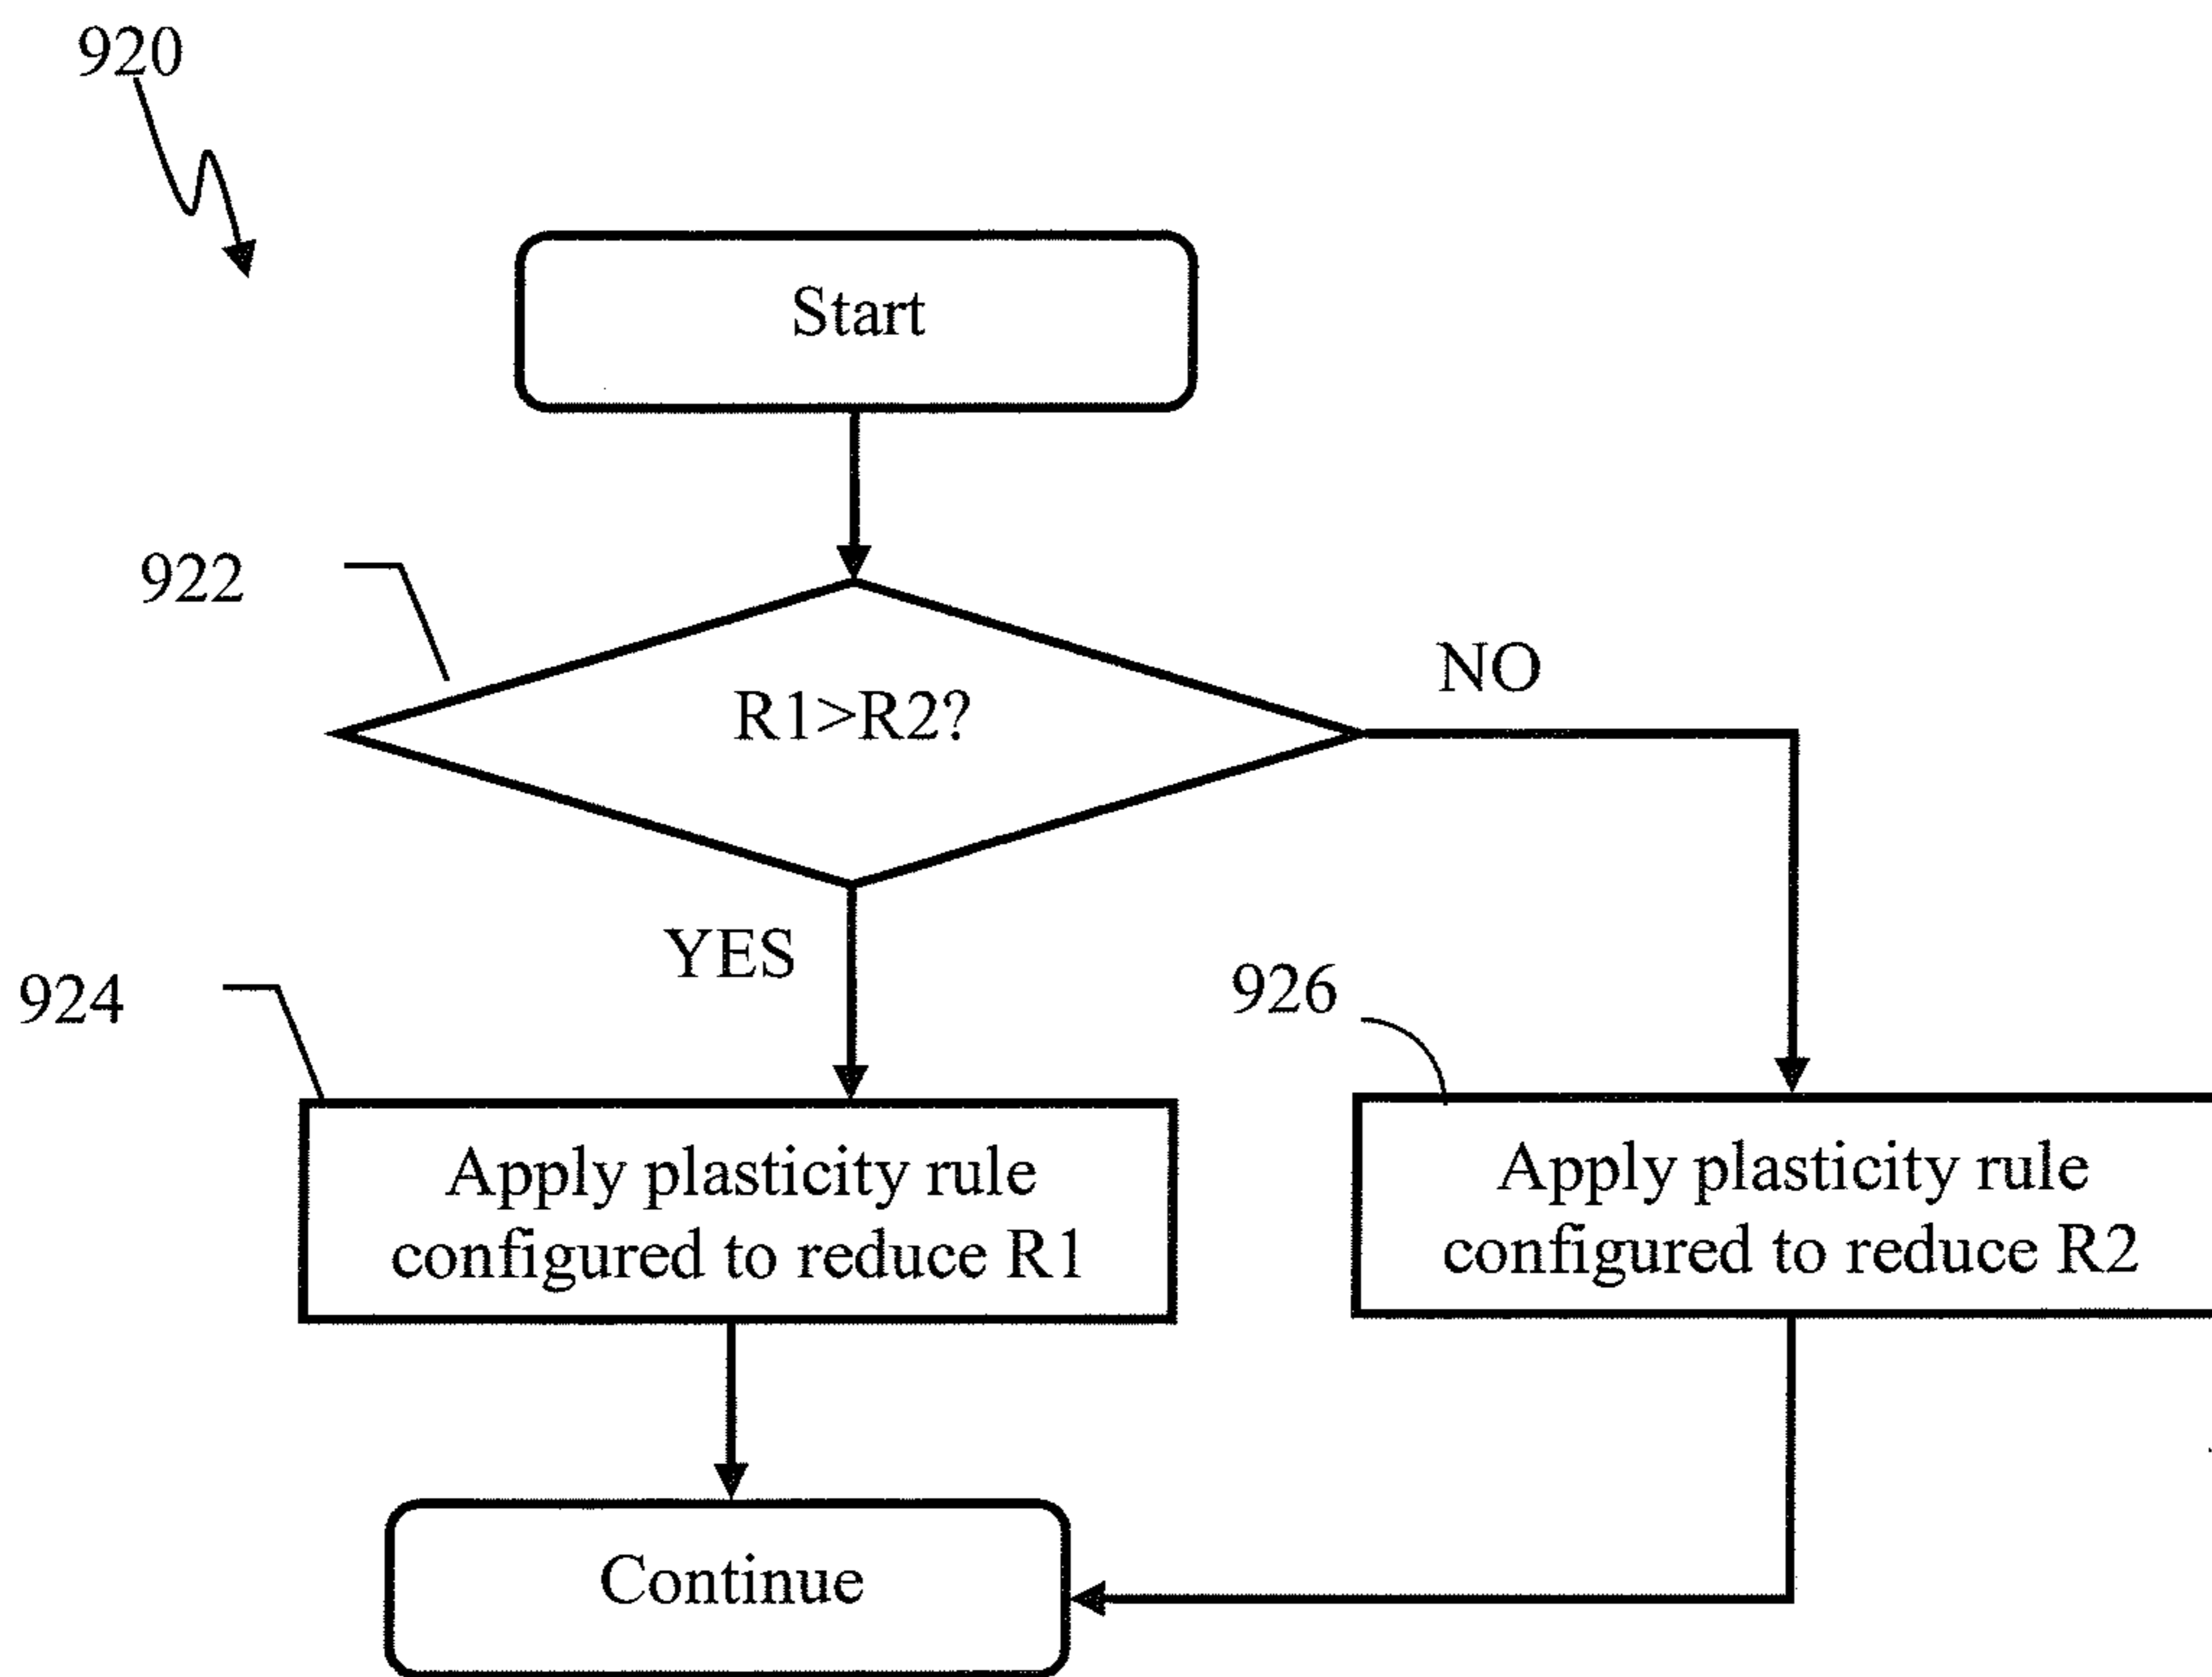 920
Start
922
R1>R2?
NO
YES
924
926
Apply plasticity rule
configured to reduce R1
Apply plasticity rule
configured to reduce R2
Continue